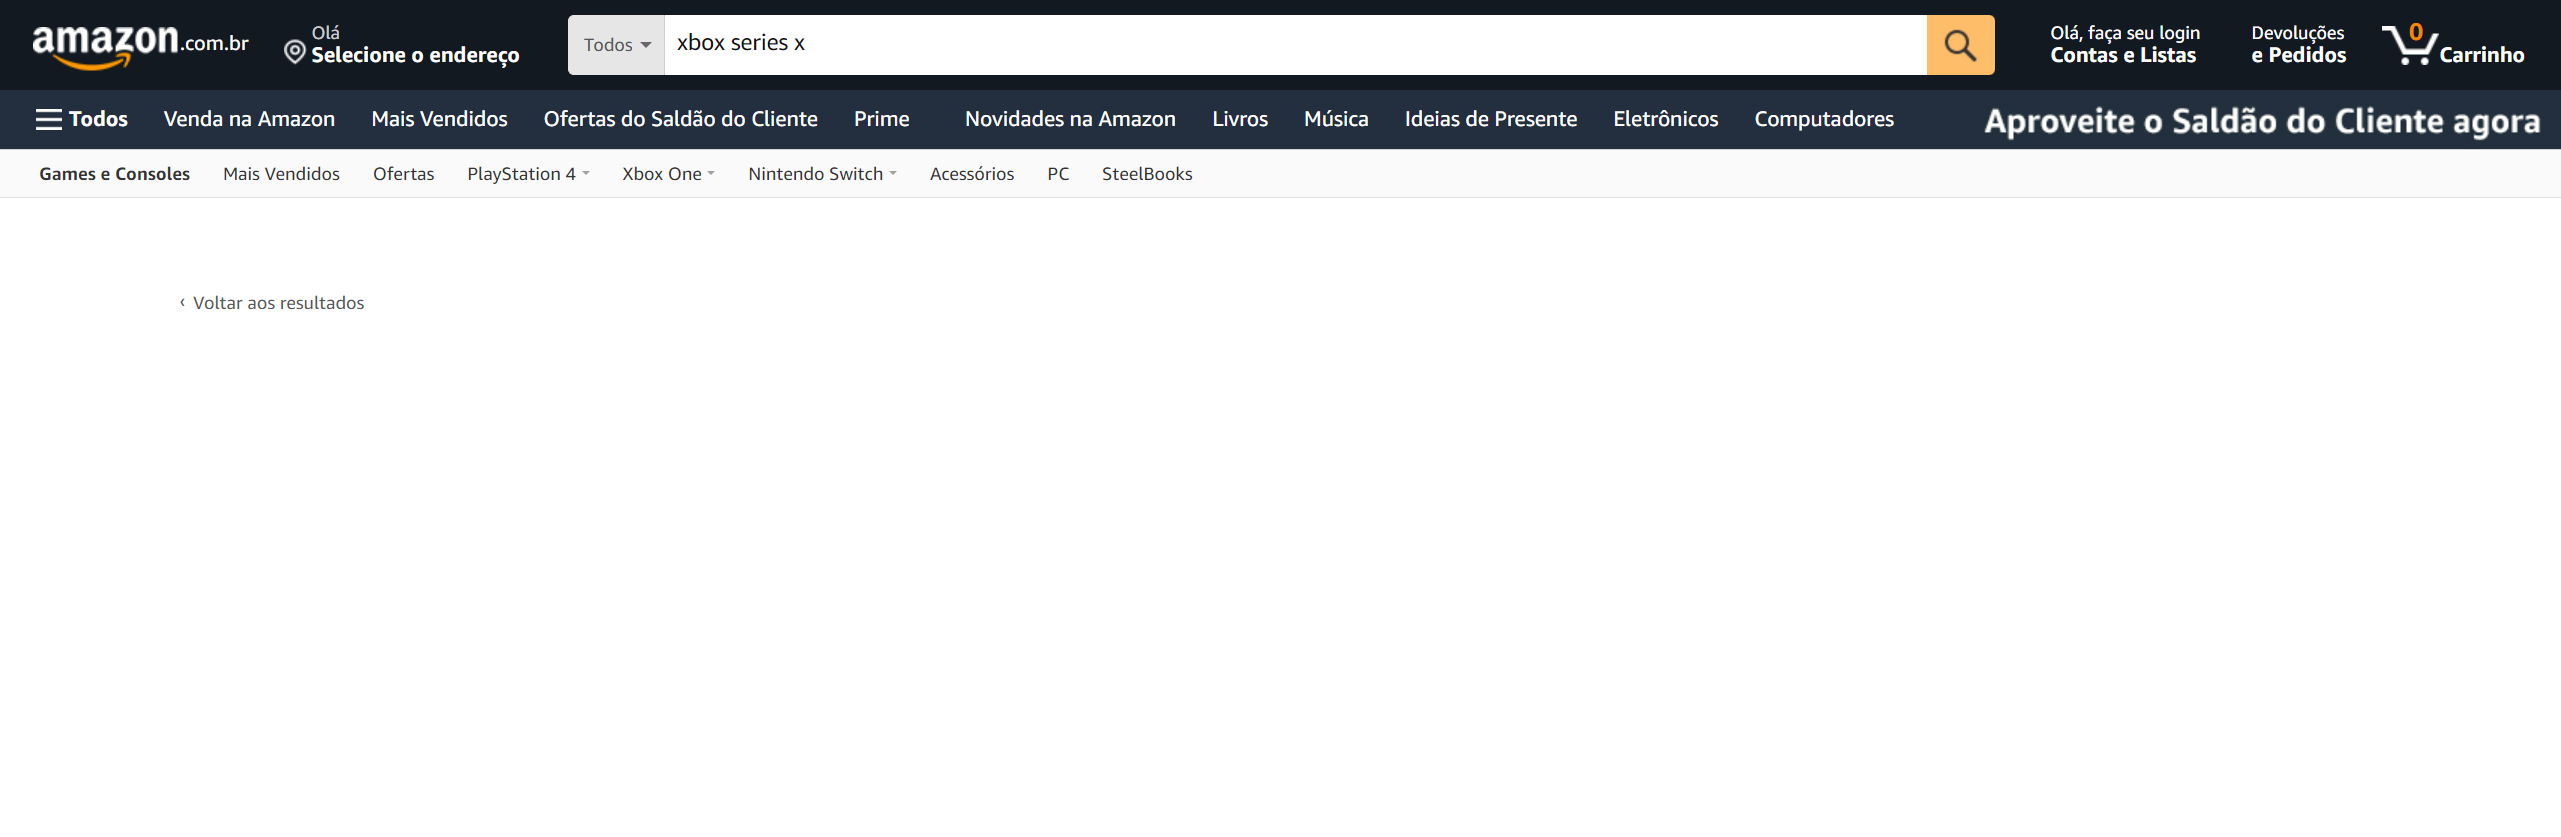 amazon.com.br
Olá
Selecione o endereço
Todos
xbox series x
Olá, faça seu login
Contas e Listas
Devoluções
e Pedidos
0
Carrinho
Todos
Venda na Amazon
Mais Vendidos
Ofertas do Saldão do Cliente
Prime
Novidades na Amazon
Livros
Música
Ideias de Presente
Eletrônicos
Computadores
Aproveite o Saldão do Cliente agora
Games e Consoles
Mais Vendidos
Ofertas
PlayStation 4
Xbox One
Nintendo Switch
Acessórios
PC
SteelBooks
‹ Voltar aos resultados